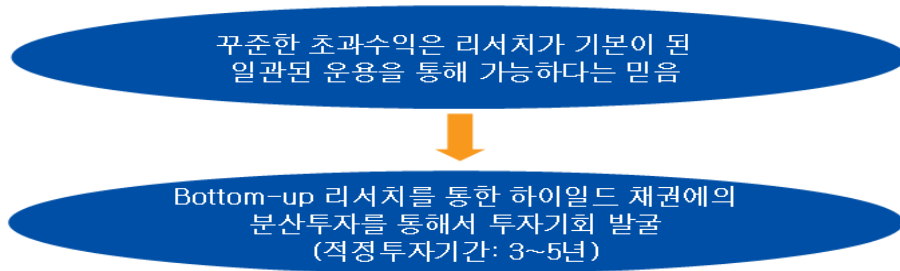 꾸준한 초과수익은 리서치가 기본이 된
일관된 운용을 통해 가능하다는 믿음
Bottom-up 리서치를 통한 하이일드 채권에의
분산투자를 통해서 투자기회 발굴
(적정투자기간: 3~5년)